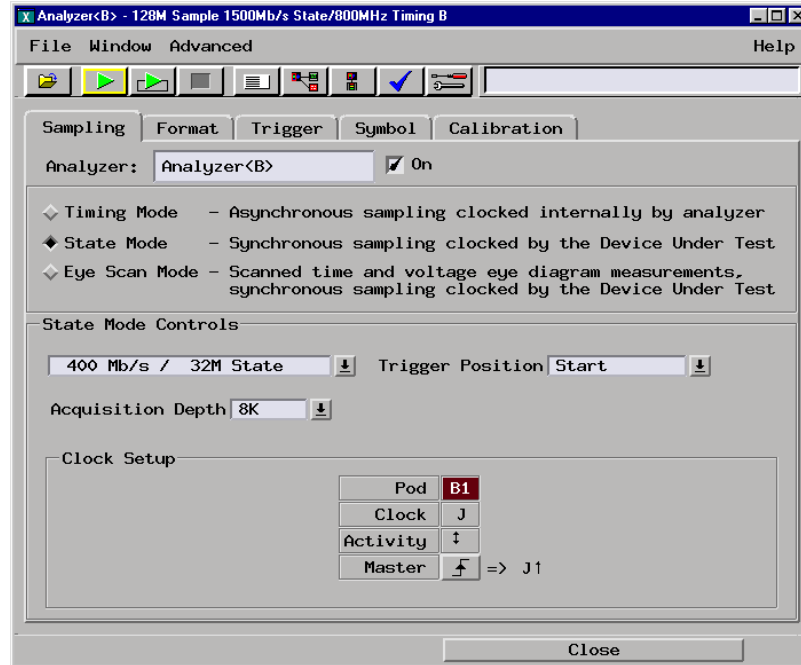 Analyzer<B> - 128M Sample 1500Mb/s State/800MHz Timing B
File Window Advanced Help
Sampling Format Trigger Symbol Calibration
Analyzer: Analyzer<B> On
Timing Mode - Asynchronous sampling clocked internally by analyzer
State Mode - Synchronous sampling clocked by the Device Under Test
Eye Scan Mode - Scanned time and voltage eye diagram measurements,
synchronous sampling clocked by the Device Under Test
State Mode Controls
400 Mb/s / 32M State Trigger Position Start
Acquisition Depth 8K
Clock Setup
Pod B1
Clock J
Activity ↕
Master => J↑
Close